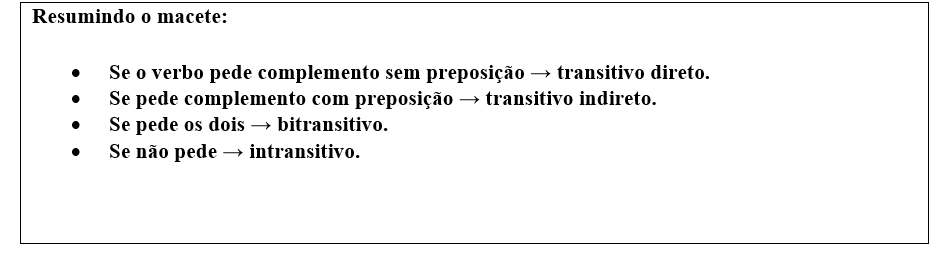 Resumindo o macete:
• Se o verbo pede complemento sem preposição → transitivo direto.
• Se pede complemento com preposição → transitivo indireto.
• Se pede os dois → bitransitivo.
• Se não pede → intransitivo.